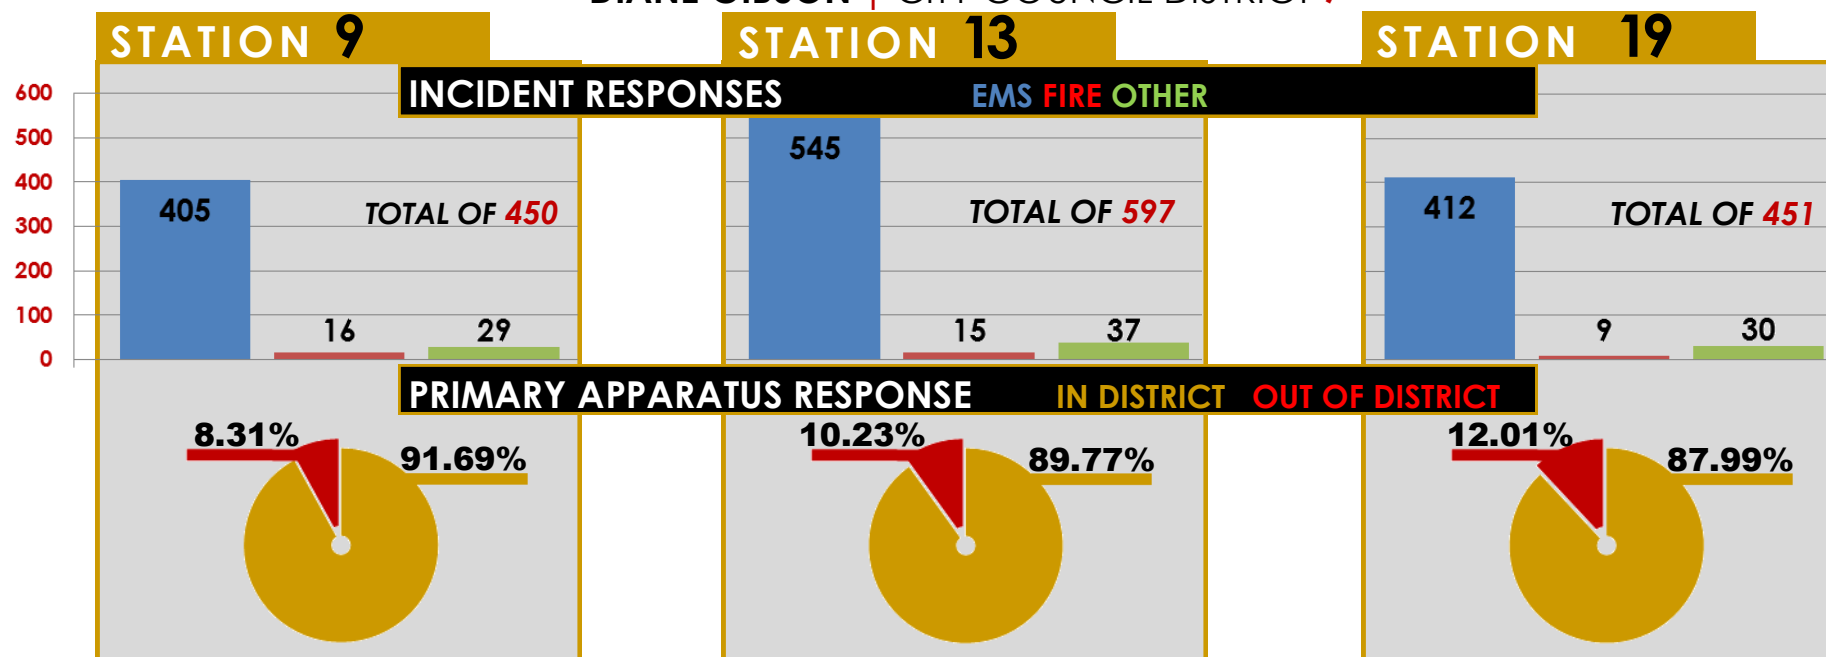 STATION 9
STATION 13
STATION 19
INCIDENT RESPONSES EMS FIRE OTHER
600
500
400
300
200
100
0
405
16
29
TOTAL OF 450
545
15
37
TOTAL OF 597
412
9
30
TOTAL OF 451
PRIMARY APPARATUS RESPONSE IN DISTRICT OUT OF DISTRICT
8.31%
91.69%
10.23%
89.77%
12.01%
87.99%